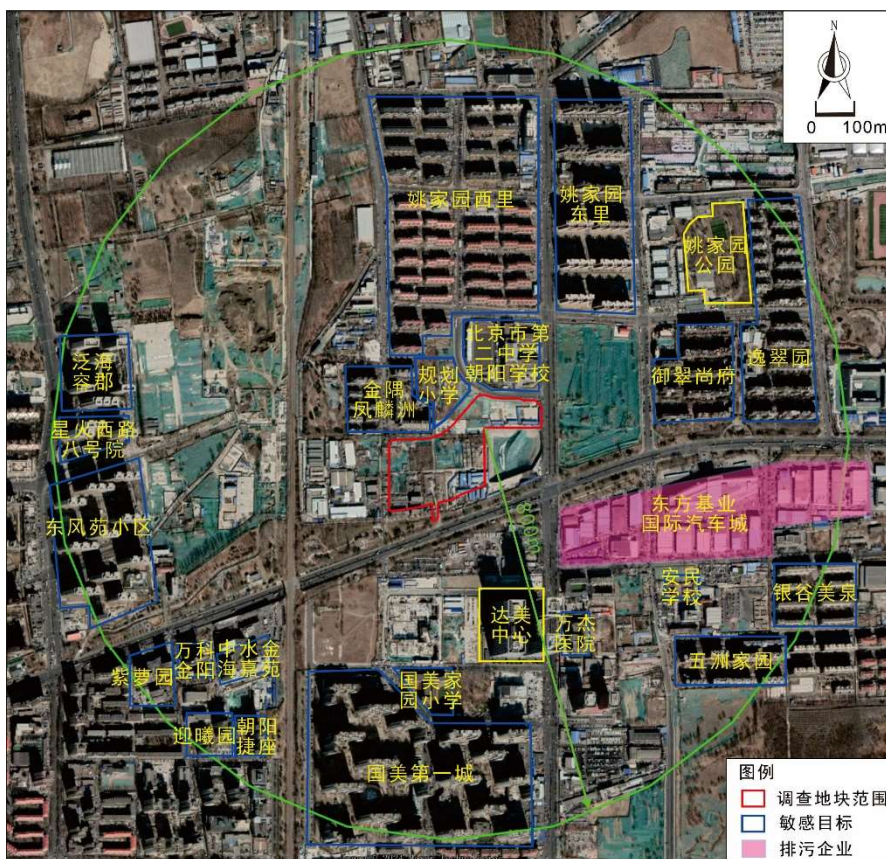 N
0 100m
姚家园西里
姚家园
东里
姚家园
公园
北京市第
二中学
朝阳学校
规划
小学
金隅
凤麟洲
御翠尚府
逸翠园
泛海
容郡
星火西路
八号院
东风苑小区
东方基业
国际汽车城
800m
安民
学校
银谷美泉
达美
中心
万杰
医院
五洲家园
万科
金阳
中水金
海嘉苑
紫萝园
国美家
园小学
迎曦园
朝阳
捷座
国美第一城
图例
调查地块范围
敏感目标
排污企业